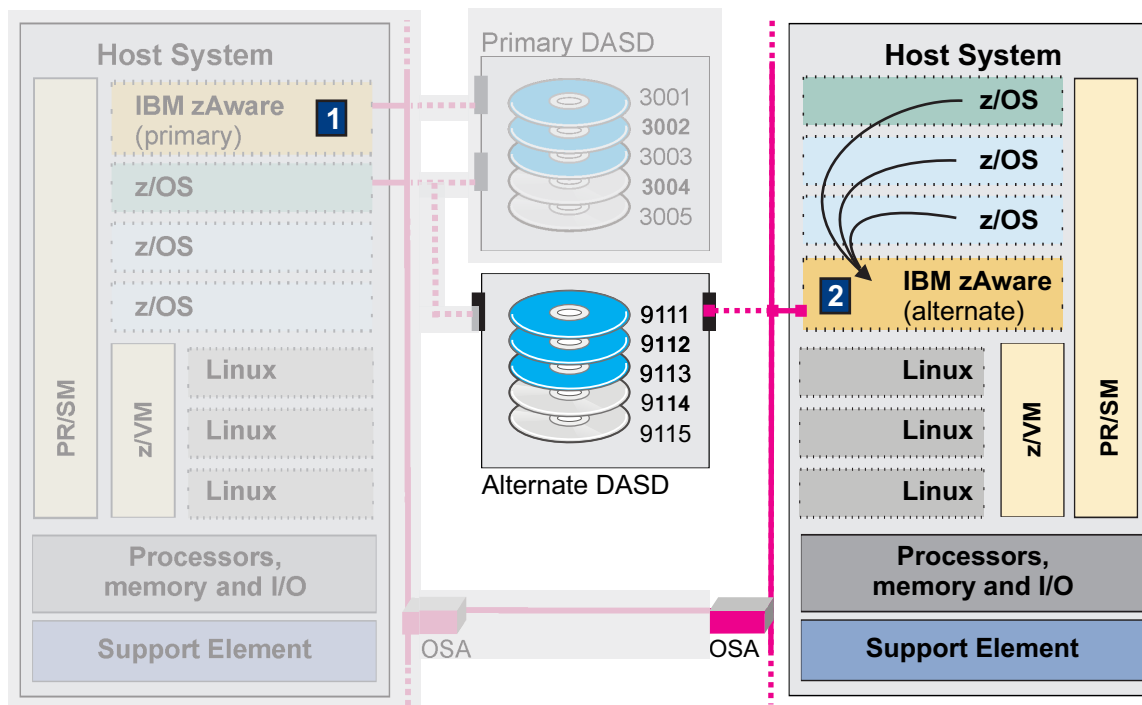 Host System
IBM zAware
(primary)
1
z/OS
z/OS
z/OS
PR/SM
z/VM
Linux
Linux
Linux
Processors,
memory and I/O
Support Element
Primary DASD
3001
3002
3003
3004
3005
9111
9112
9113
9114
9115
Alternate DASD
OSA
OSA
Host System
z/OS
z/OS
z/OS
2
IBM zAware
(alternate)
Linux
Linux
Linux
z/VM
PR/SM
Processors,
memory and I/O
Support Element